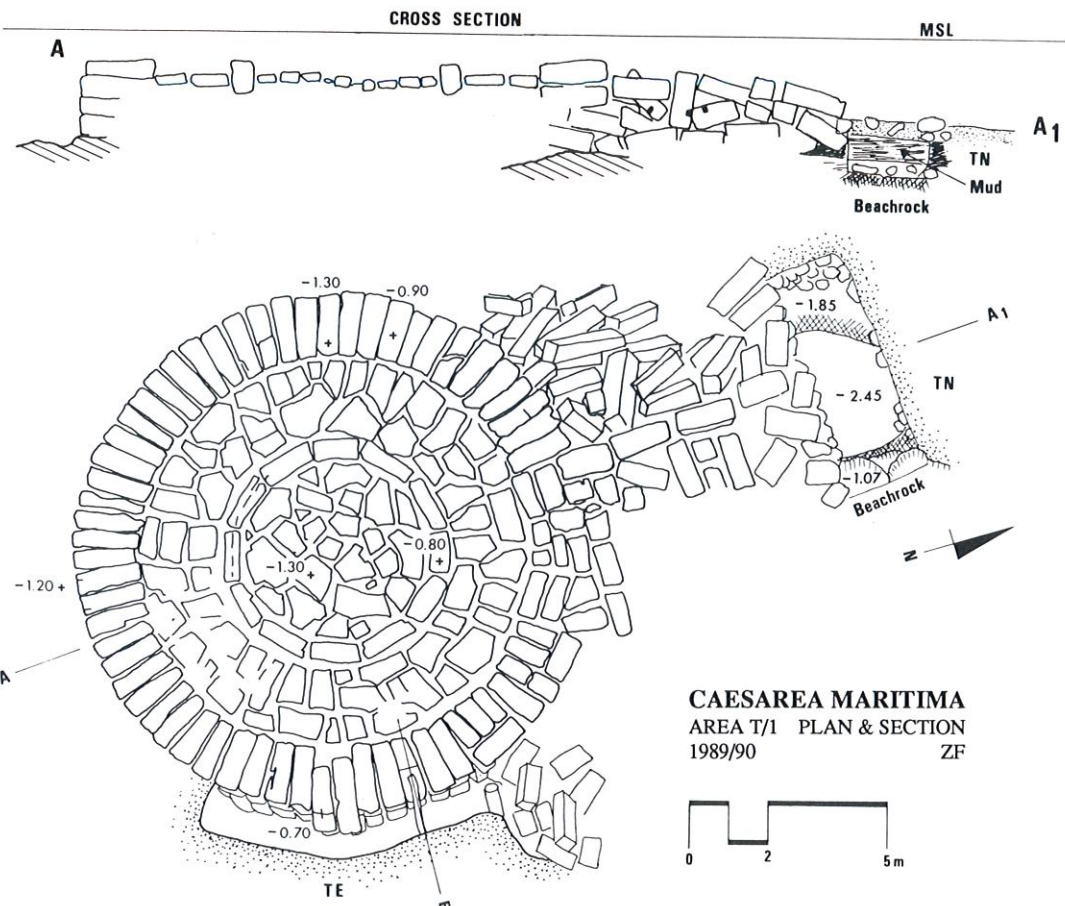 CROSS SECTION
MSL
A
A1
TN
Mud
Beachrock
-1.30
-0.90
-1.85
A1
TN
-2.45
-1.07
Beachrock
-0.80
-1.30
N
-1.20 +
A
CAESAREA MARITIMA
AREA T/1 PLAN & SECTION
1989/90 ZF
-0.70
0 2 5m
TE